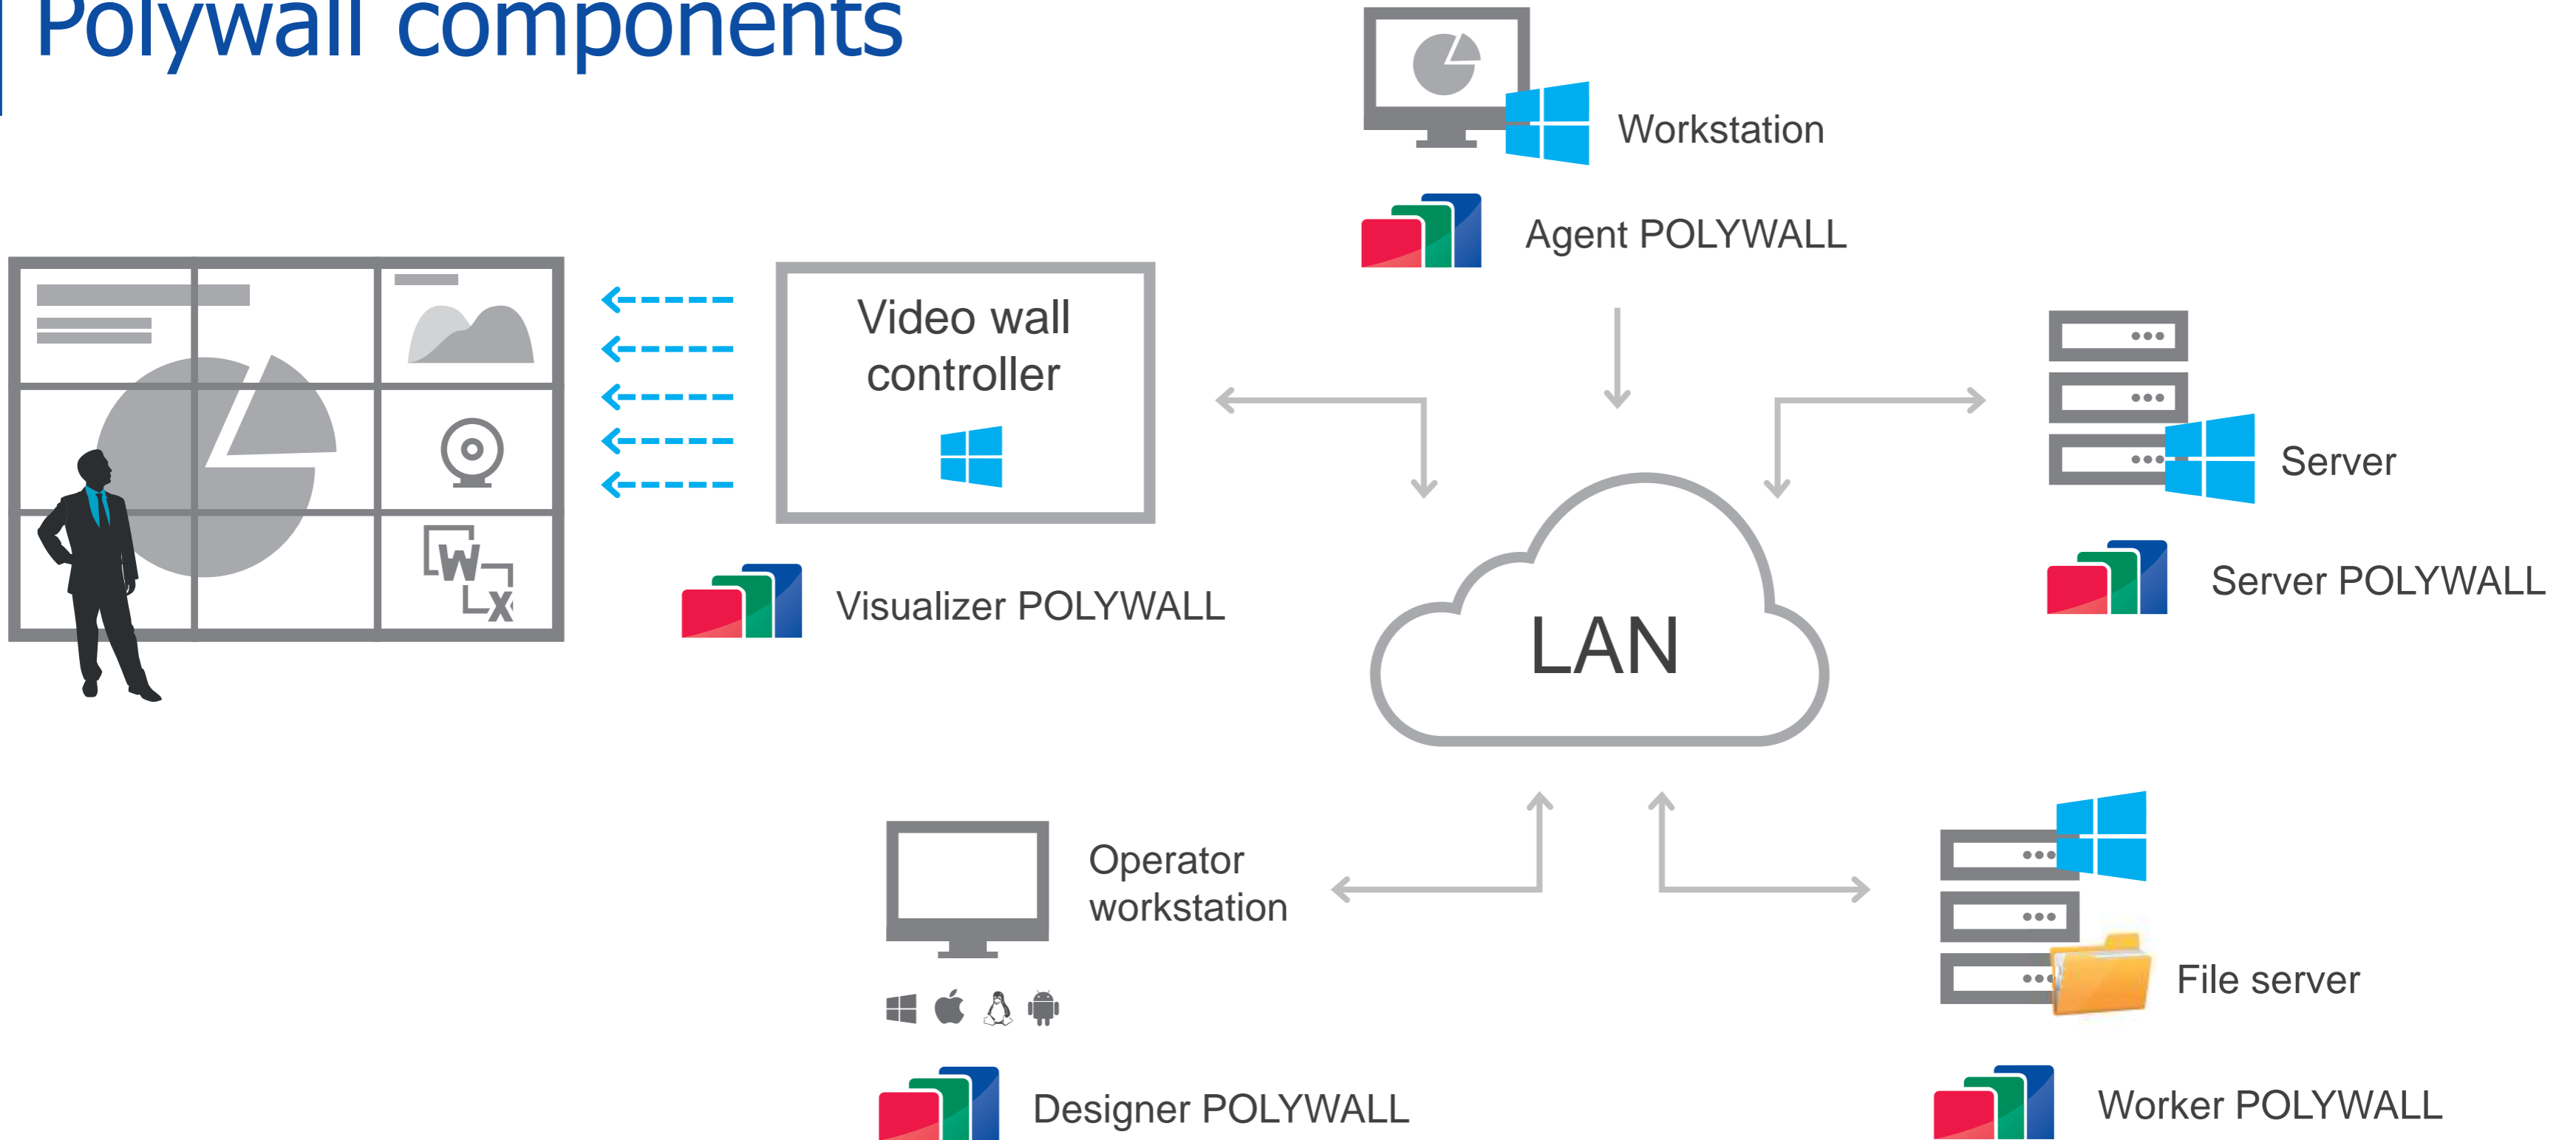 Polywall components
Workstation
Agent POLYWALL
Video wall
controller
Visualizer POLYWALL
Server
Server POLYWALL
LAN
W
X
Operator
workstation
Designer POLYWALL
File server
Worker POLYWALL